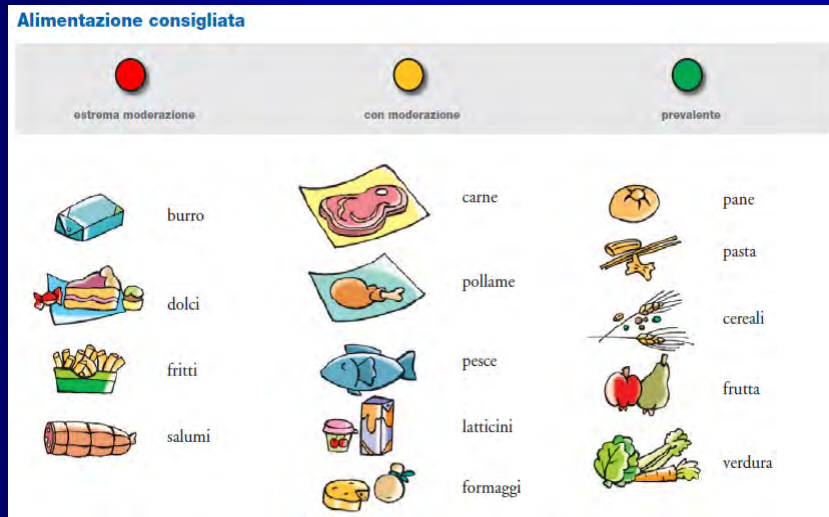 Alimentazione consigliata
estrema moderazione
con moderazione
prevalente
burro
dolci
fritti
salumi
carne
pollame
pesce
latticini
formaggi
pane
pasta
cereali
frutta
verdura